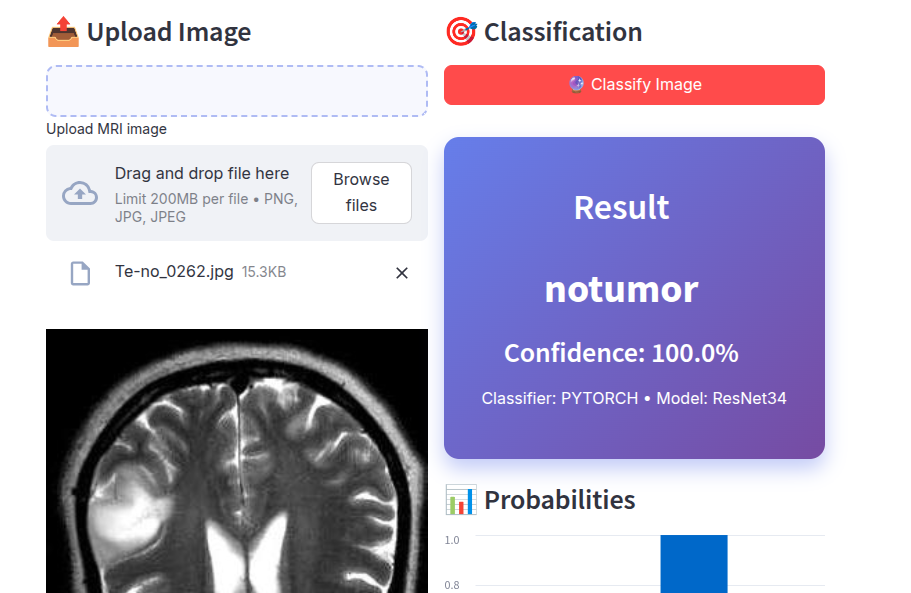 📤 Upload Image
Upload MRI image
Drag and drop file here
Limit 200MB per file • PNG,
JPG, JPEG
Browse
files
Te-no_0262.jpg 15.3KB
🎯 Classification
🔮 Classify Image
Result
notumor
Confidence: 100.0%
Classifier: PYTORCH • Model: ResNet34
📊 Probabilities
1.0
0.8